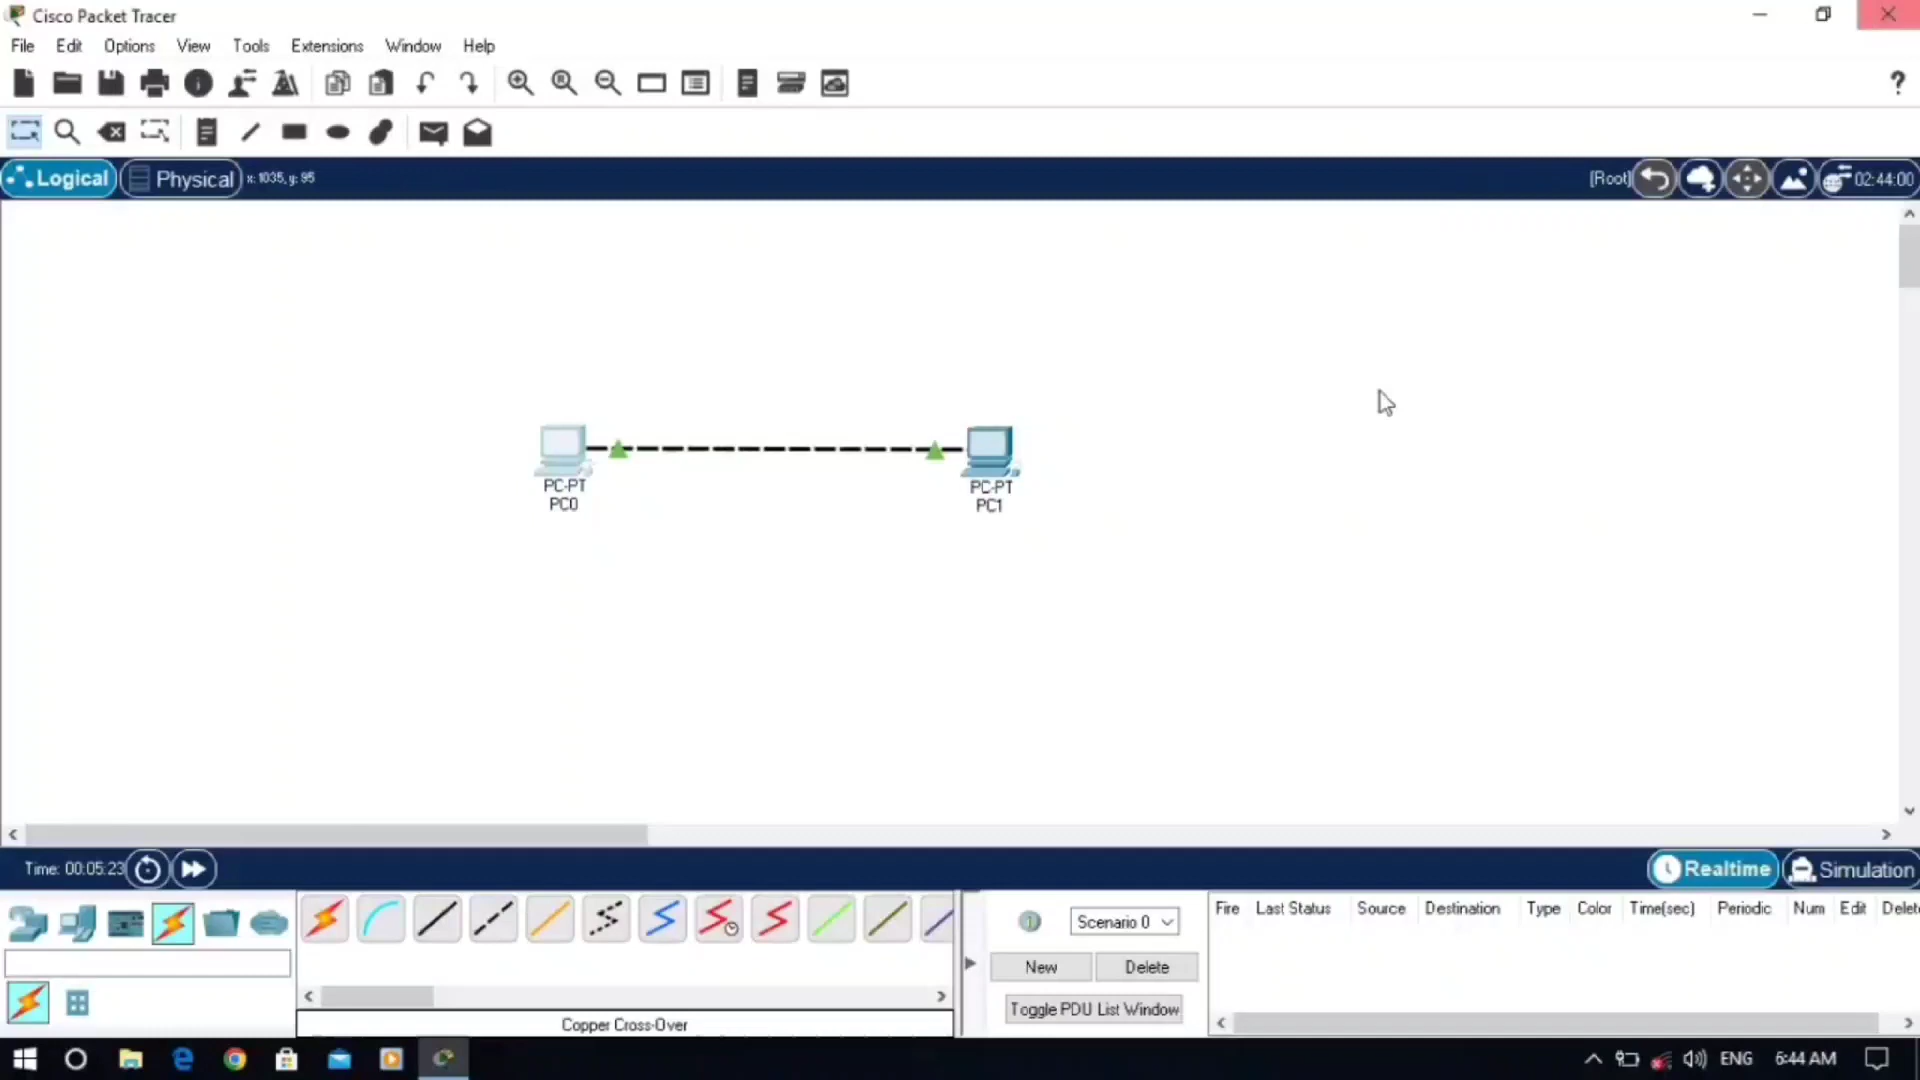 Cisco Packet Tracer
File Edit Options View Tools Extensions Window Help
?
Logical Physical x: 1035, y: 95 [Root] 02:44:00
PC-PT
PC0
PC-PT
PC1
Time: 00:05:23 Realtime Simulation
Scenario 0
New Delete
Toggle PDU List Window
Fire Last Status Source Destination Type Color Time(sec) Periodic Num Edit Delet
Copper Cross-Over
ENG 6:44 AM